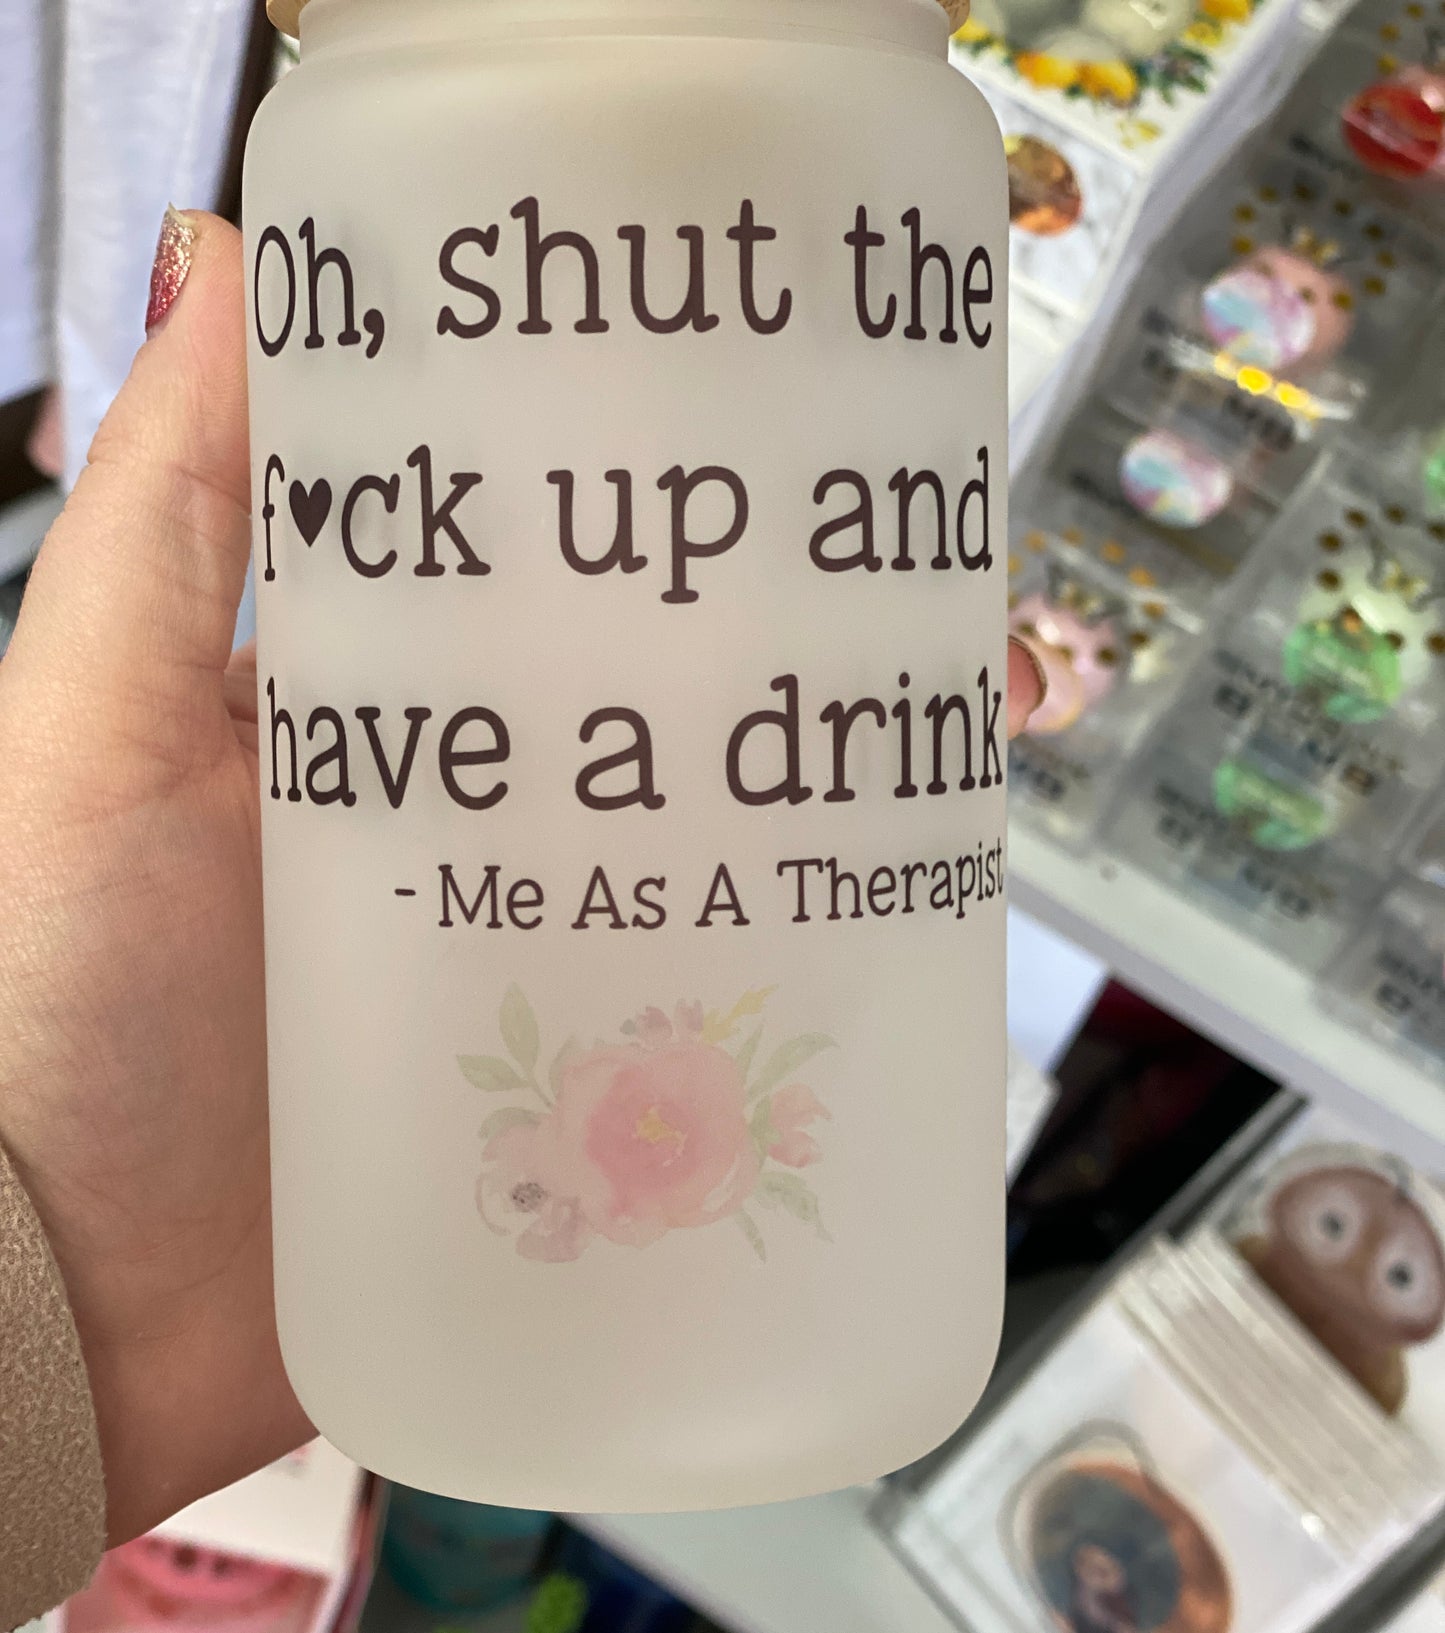 Oh, shut the
f♥ck up and
have a drink
- Me As A Therapist